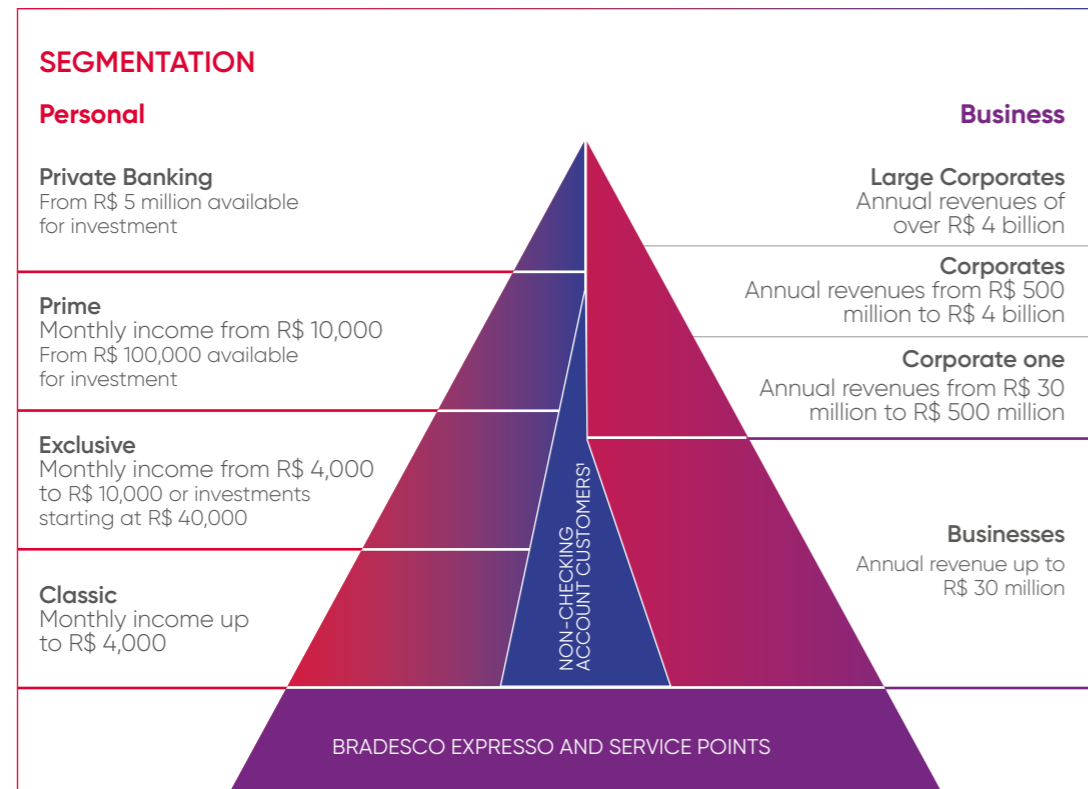 SEGMENTATION
Personal
Private Banking
From R$ 5 million available
for investment
Prime
Monthly income from R$ 10,000
From R$ 100,000 available
for investment
Exclusive
Monthly income from R$ 4,000
to R$ 10,000 or investments
starting at R$ 40,000
Classic
Monthly income up
to R$ 4,000
NON-CHECKING
ACCOUNT CUSTOMERS¹
Business
Large Corporates
Annual revenues of
over R$ 4 billion
Corporates
Annual revenues from R$ 500
million to R$ 4 billion
Corporate one
Annual revenues from R$ 30
million to R$ 500 million
Businesses
Annual revenue up to
R$ 30 million
BRADESCO EXPRESSO AND SERVICE POINTS